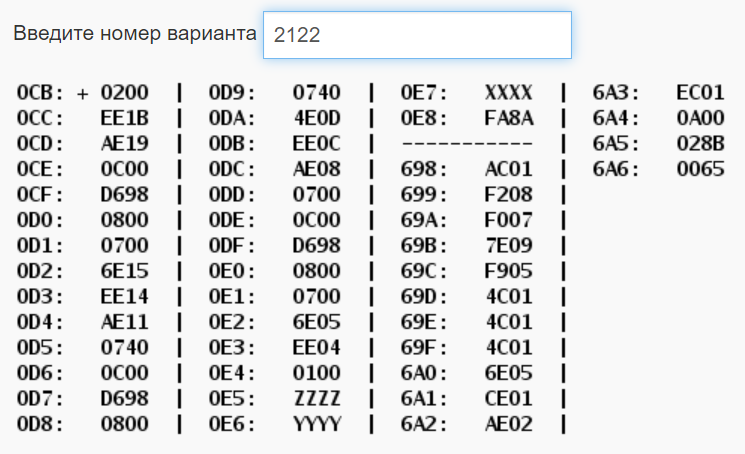 Введите номер варианта 2122
0CB: + 0200 | 0D9: 0740 | 0E7: XXXX | 6A3: EC01
0CC: EE1B | 0DA: 4E0D | 0E8: FA8A | 6A4: 0A00
0CD: AE19 | 0DB: EE0C | ----------- | 6A5: 028B
0CE: 0C00 | 0DC: AE08 | 698: AC01 | 6A6: 0065
0CF: D698 | 0DD: 0700 | 699: F208 |
0D0: 0800 | 0DE: 0C00 | 69A: F007 |
0D1: 0700 | 0DF: D698 | 69B: 7E09 |
0D2: 6E15 | 0E0: 0800 | 69C: F905 |
0D3: EE14 | 0E1: 0700 | 69D: 4C01 |
0D4: AE11 | 0E2: 6E05 | 69E: 4C01 |
0D5: 0740 | 0E3: EE04 | 69F: 4C01 |
0D6: 0C00 | 0E4: 0100 | 6A0: 6E05 |
0D7: D698 | 0E5: ZZZZ | 6A1: CE01 |
0D8: 0800 | 0E6: YYYY | 6A2: AE02 |